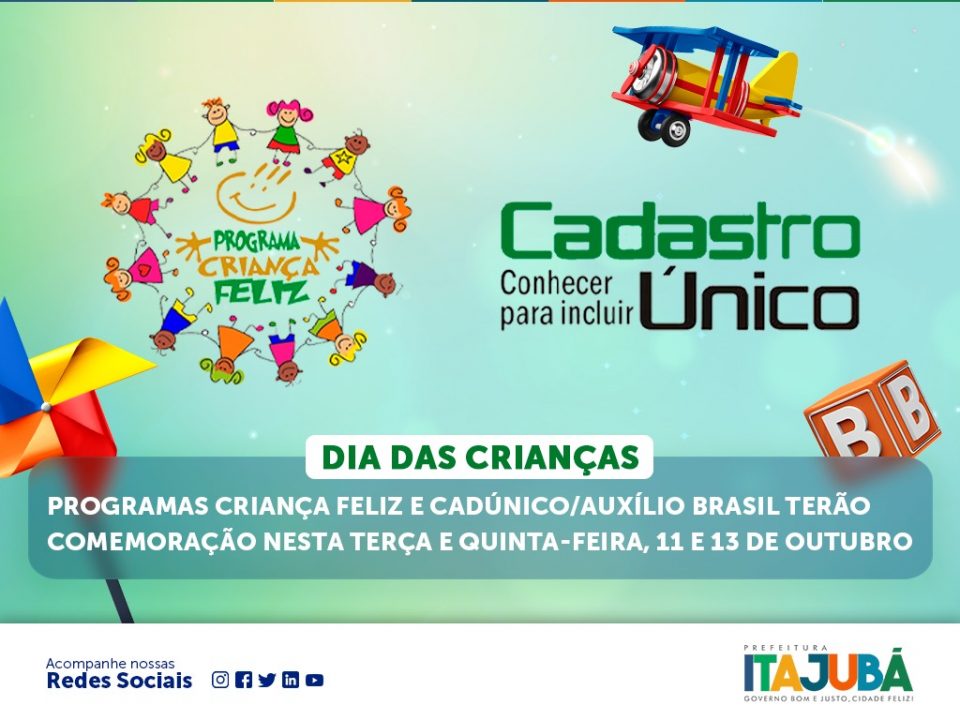 PROGRAMA
CRIANÇA
FELIZ
Cadastro
Conhecer
para incluir
Único
B
B
DIA DAS CRIANÇAS
PROGRAMAS CRIANÇA FELIZ E CADÚNICO/AUXÍLIO BRASIL TERÃO
COMEMORAÇÃO NESTA TERÇA E QUINTA-FEIRA, 11 E 13 DE OUTUBRO
Acompanhe nossas
Redes Sociais
PREFEITURA
ITAJUBÁ
GOVERNO BOM E JUSTO, CIDADE FELIZ!